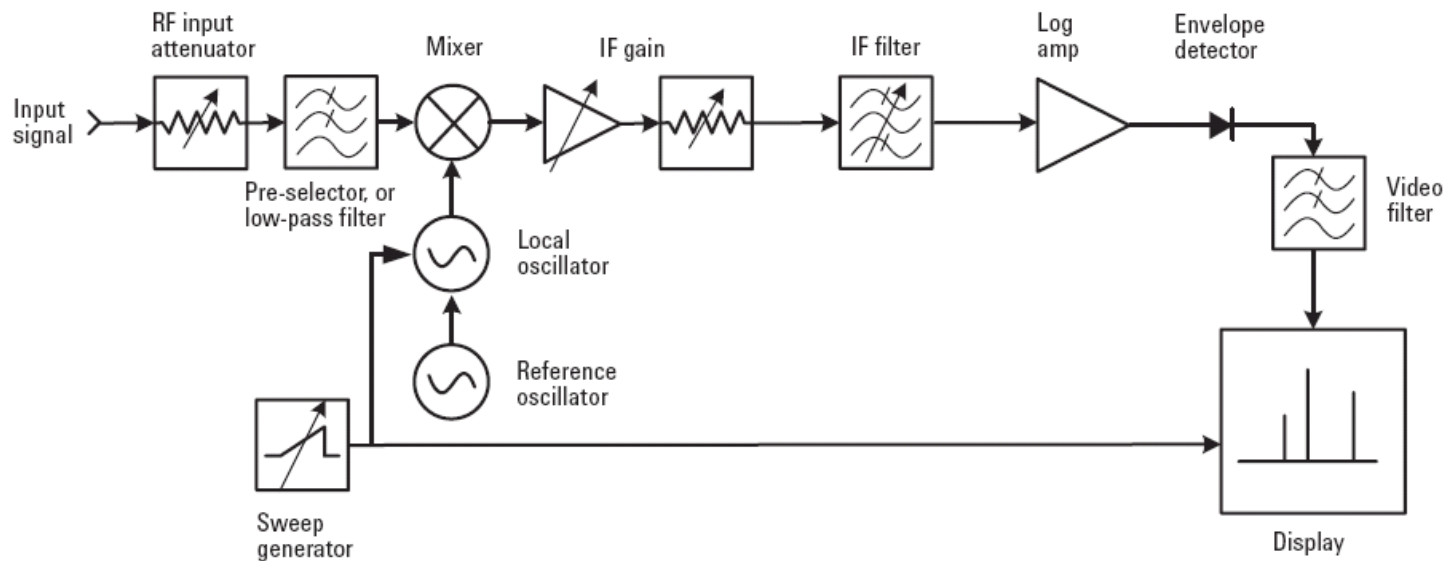 RF input
attenuator
Mixer
IF gain
IF filter
Log
amp
Envelope
detector
Input
signal
Pre-selector, or
low-pass filter
Video
filter
Local
oscillator
Reference
oscillator
Sweep
generator
Display